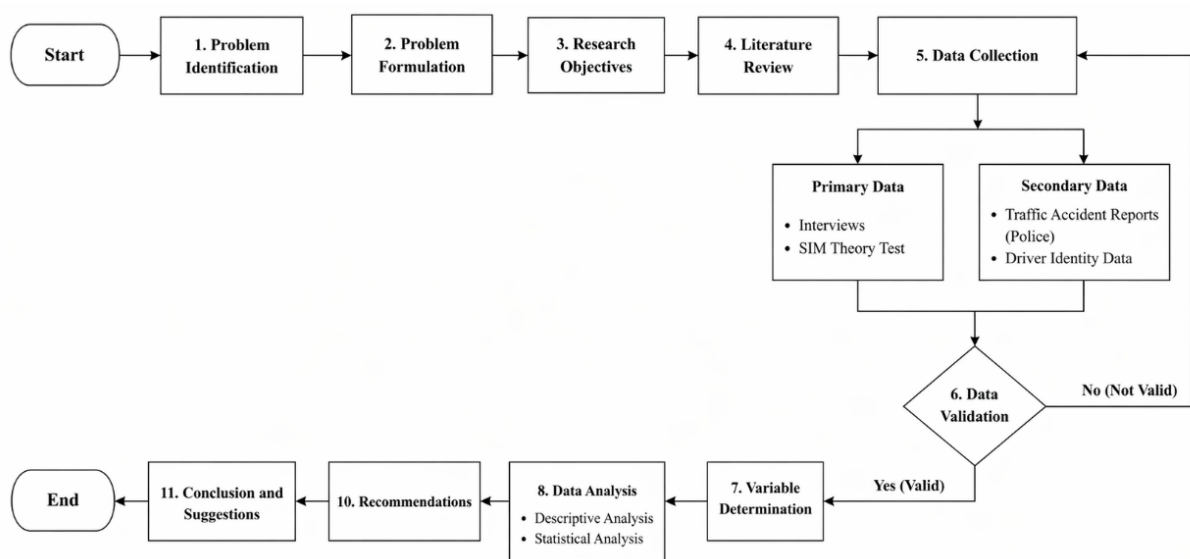 Start
1. Problem
Identification
2. Problem
Formulation
3. Research
Objectives
4. Literature
Review
5. Data Collection
Primary Data
• Interviews
• SIM Theory Test
Secondary Data
• Traffic Accident Reports
(Police)
• Driver Identity Data
6. Data
Validation
No (Not Valid)
Yes (Valid)
7. Variable
Determination
8. Data Analysis
• Descriptive Analysis
• Statistical Analysis
10. Recommendations
11. Conclusion and
Suggestions
End